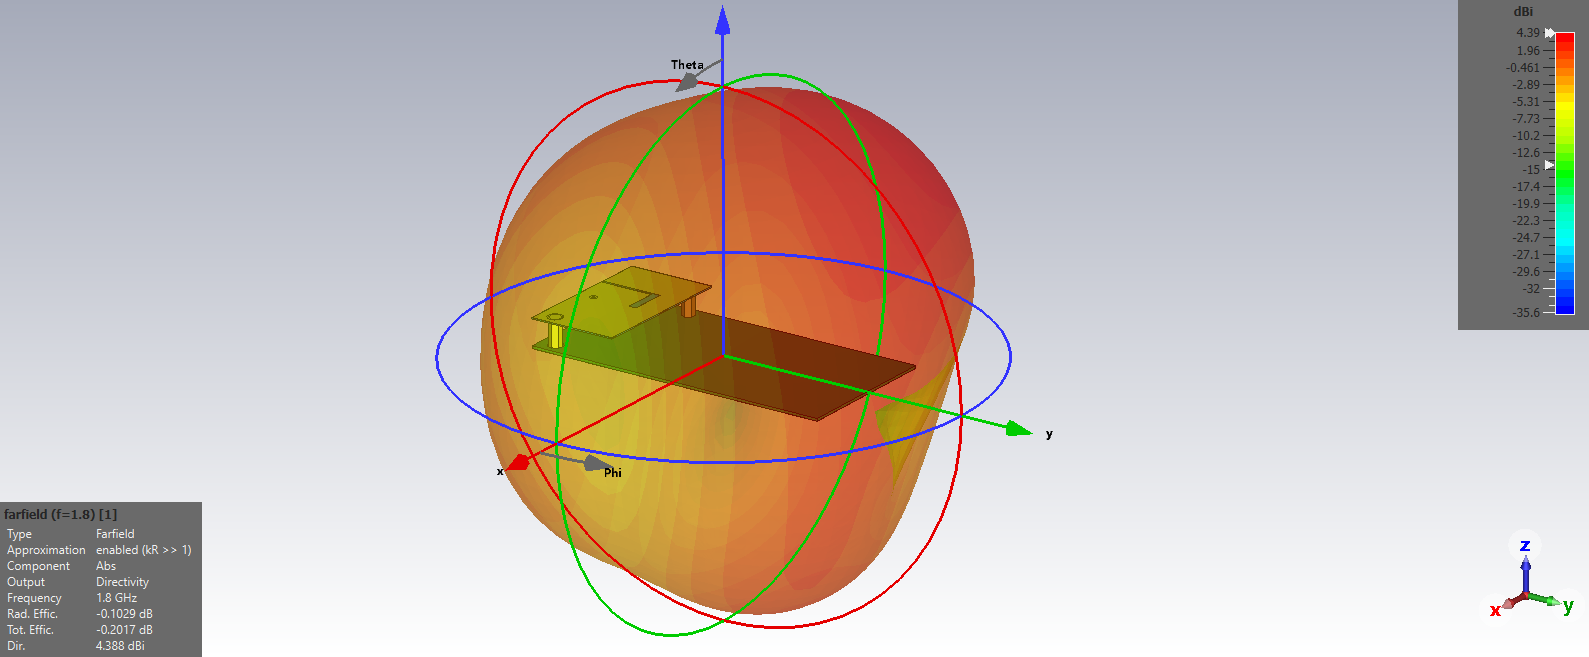 dBi
4.39
1.96
-0.461
-2.89
-5.31
-7.73
-10.2
-12.6
-15
-17.4
-19.9
-22.3
-24.7
-27.1
-29.6
-32
-35.6
Theta
y
x
Phi
farfield (f=1.8) [1]
Type Farfield
Approximation enabled (kR >> 1)
Component Abs
Output Directivity
Frequency 1.8 GHz
Rad. Effic. -0.1029 dB
Tot. Effic. -0.2017 dB
Dir. 4.388 dBi
z
x
y